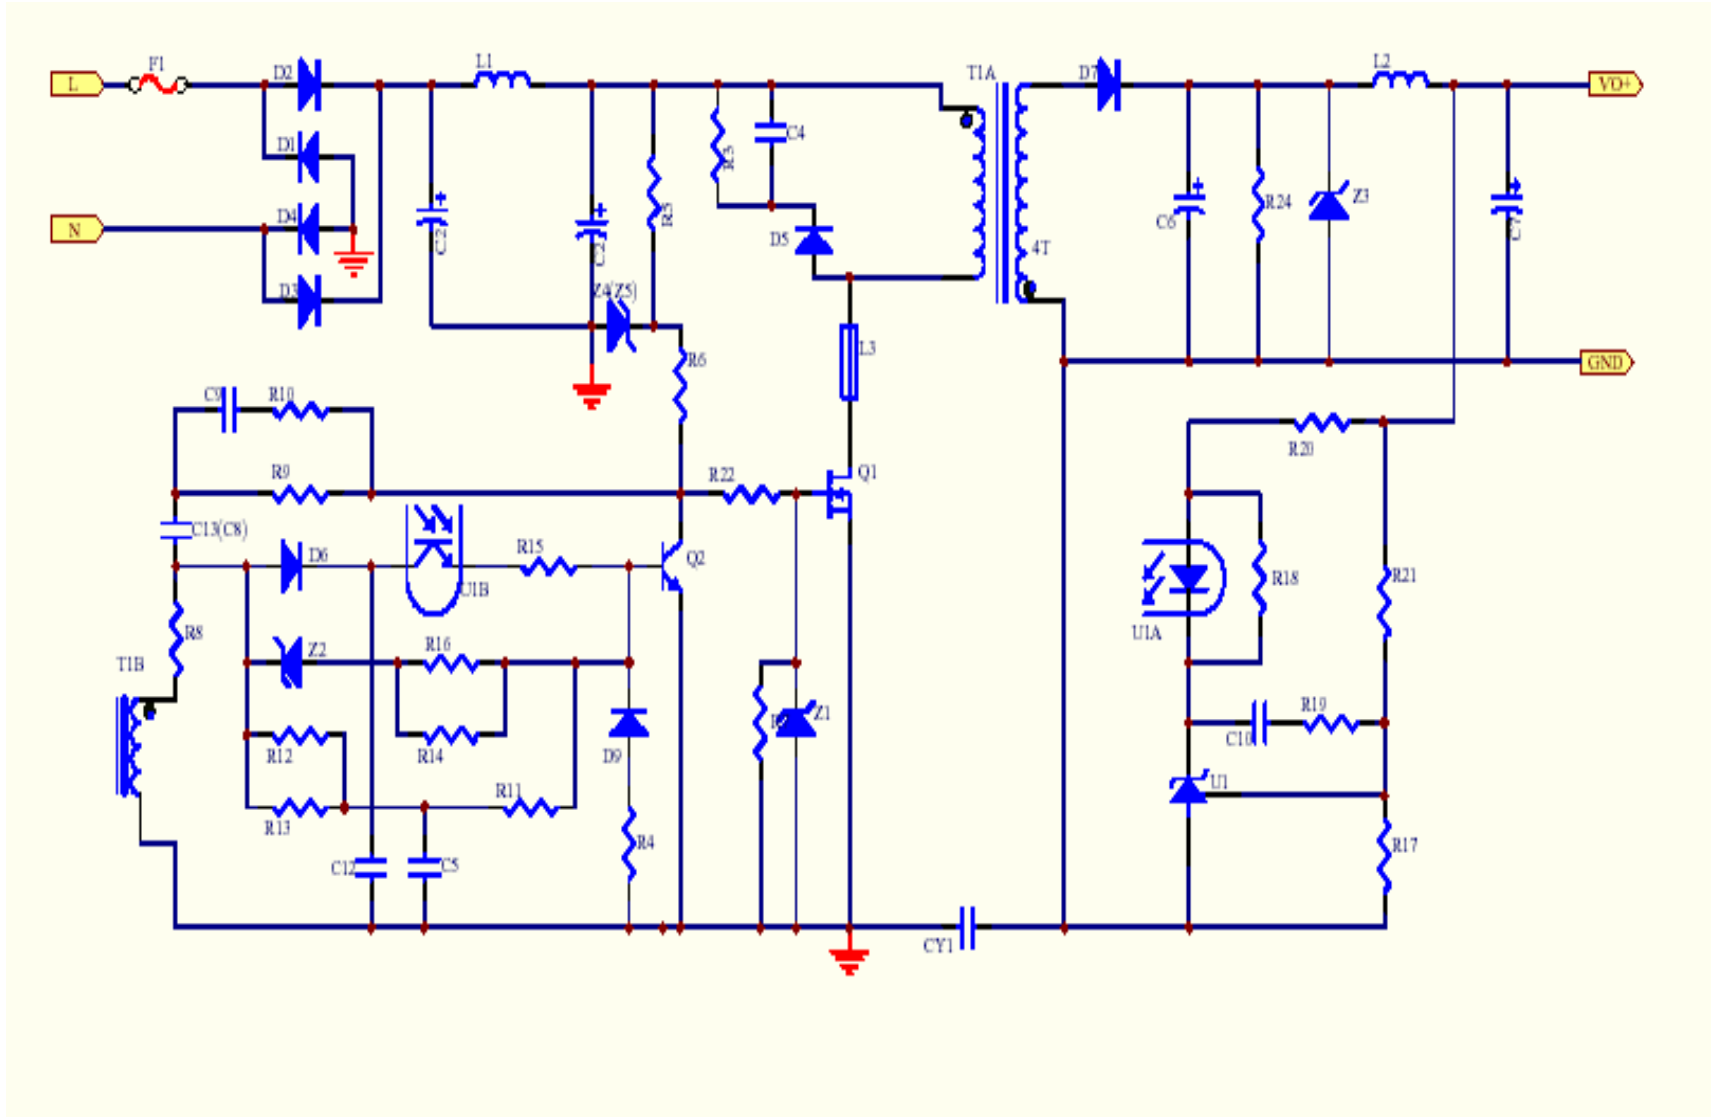 L
F1
D2
L1
T1A
D7
L2
VO+
D1
R3
C4
N
D4
D5
R5
C2
D3
Z4(Z5)
4T
C6
R24
Z3
C7
GND
L3
R6
C9
R10
R9
R22
Q1
R20
C13(C8)
D6
U1B
R15
Q2
U1A
R18
R21
R8
T1B
Z2
R16
R14
D9
Z1
C10
R19
R12
R13
R11
U1
R4
R17
C12
C5
CY1